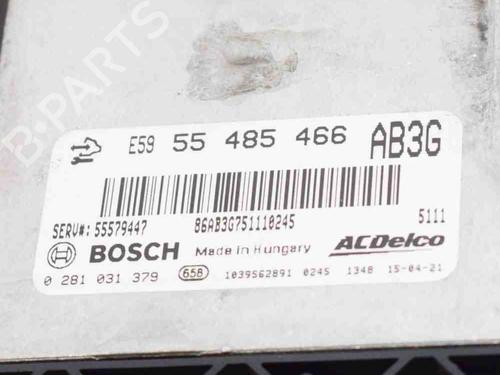 E59 55 485 466 AB3G
SERV#: 55579447 86AB3G751110245 5111
BOSCH Made in Hungary ACDelco
0 281 031 379 658 1039S62891 0245 1348 15-04-21
B-PARTS